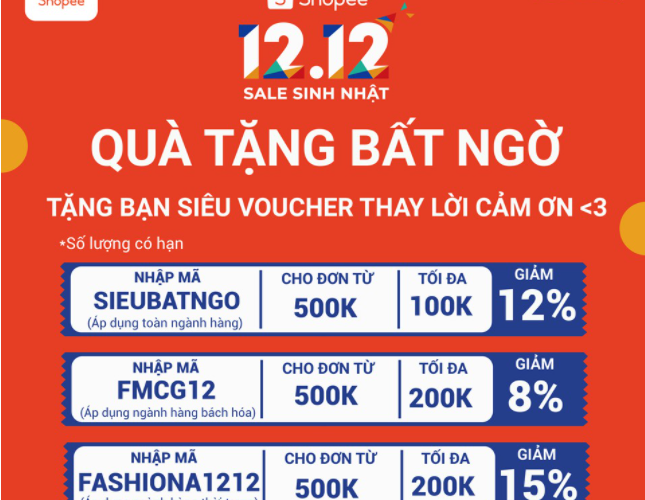 Shopee
Shopee
12.12
SALE SINH NHẬT
QUÀ TẶNG BẤT NGỜ
TẶNG BẠN SIÊU VOUCHER THAY LỜI CẢM ƠN <3
*Số lượng có hạn
NHẬP MÃ
SIEUBATNGO
(Áp dụng toàn ngành hàng)
CHO ĐƠN TỪ
500K
TỐI ĐA
100K
GIẢM
12%
NHẬP MÃ
FMCG12
(Áp dụng ngành hàng bách hóa)
CHO ĐƠN TỪ
500K
TỐI ĐA
200K
GIẢM
8%
NHẬP MÃ
FASHIONA1212
CHO ĐƠN TỪ
500K
TỐI ĐA
200K
GIẢM
15%